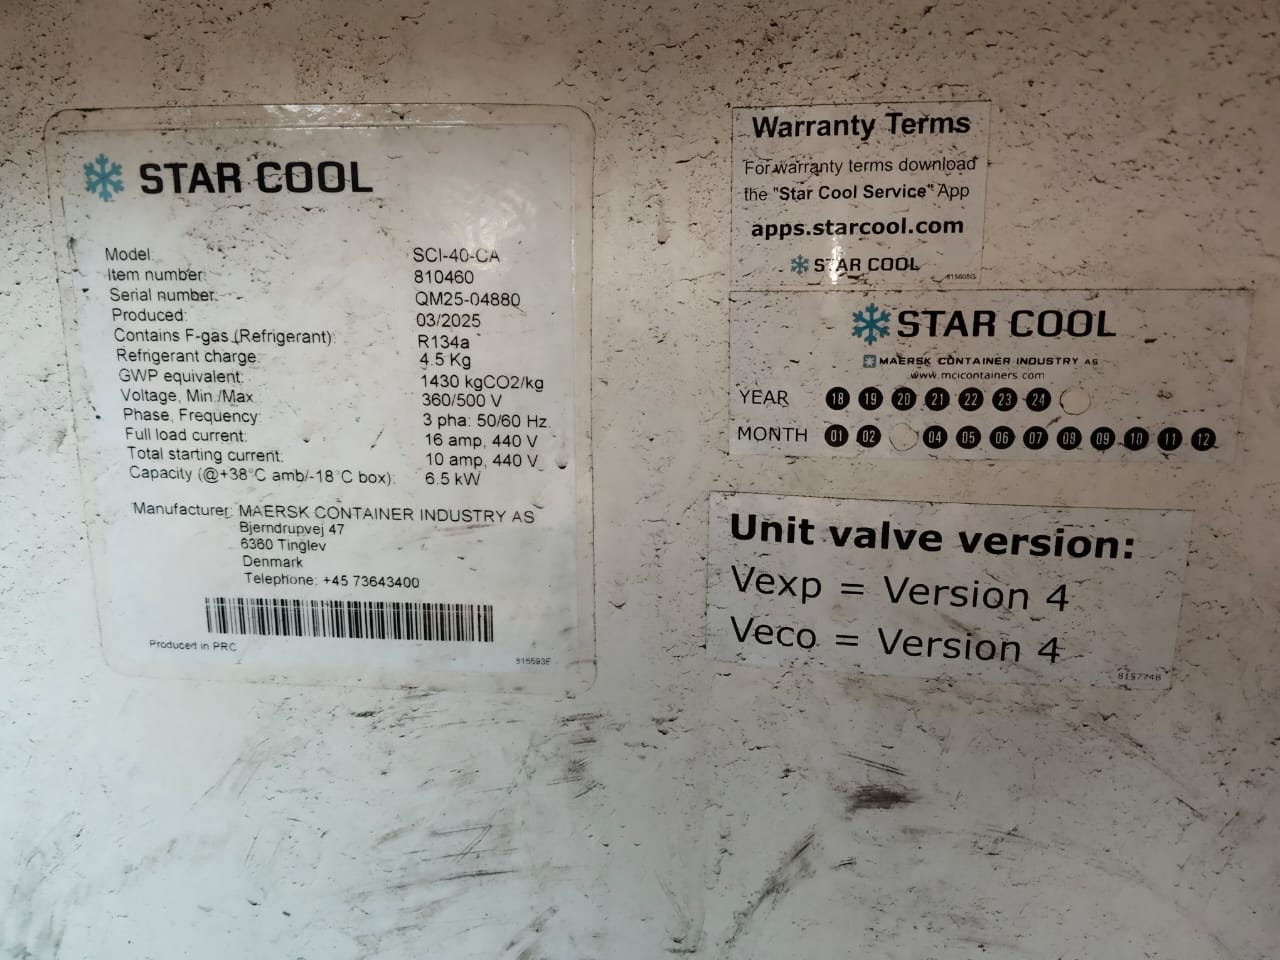 STAR COOL
Model: SCI-40-CA
Item number: 810460
Serial number: QM25-04880
Produced: 03/2025
Contains F-gas (Refrigerant): R134a
Refrigerant charge: 4.5 Kg
GWP equivalent: 1430 kgCO2/kg
Voltage, Min./Max. 360/500 V
Phase, Frequency: 3 pha: 50/60 Hz.
Full load current: 16 amp, 440 V
Total starting current: 10 amp, 440 V
Capacity (@+38°C amb/-18°C box): 6.5 kW
Manufacturer: MAERSK CONTAINER INDUSTRY AS
Bjerndrupvej 47
6360 Tinglev
Denmark
Telephone: +45 73643400
Produced in PRC
815593E
Warranty Terms
For warranty terms download
the "Star Cool Service" App
apps.starcool.com
STAR COOL
815605G
STAR COOL
MAERSK CONTAINER INDUSTRY AS
www.mcicontainers.com
YEAR 18 19 20 21 22 23 24
MONTH 01 02 04 05 06 07 08 09 10 11 12
Unit valve version:
Vexp = Version 4
Veco = Version 4
815774B